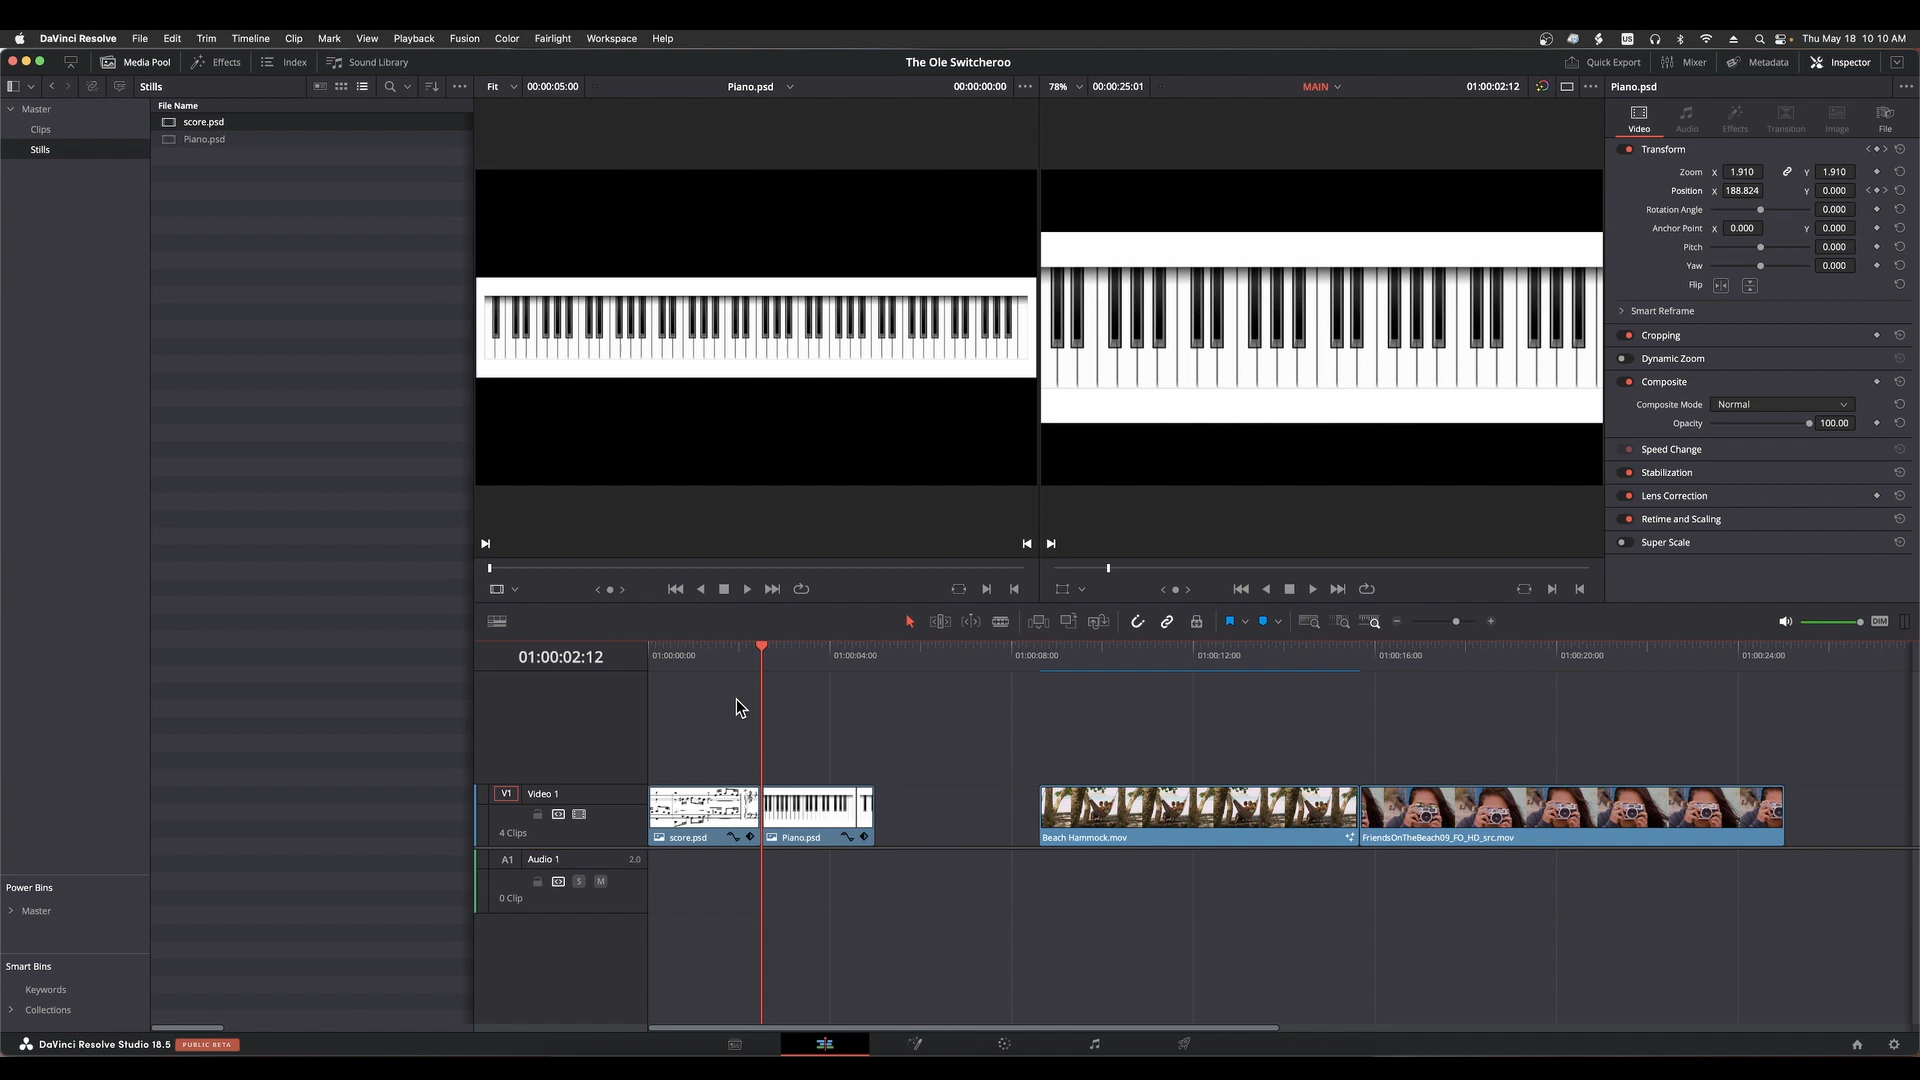 DaVinci Resolve File Edit Trim Timeline Clip Mark View Playback Fusion Color Fairlight Workspace Help US Thu May 18 10 10 AM
Media Pool Effects Index Sound Library The Ole Switcheroo Quick Export Mixer Metadata Inspector
Stills Fit 00:00:05:00 Piano.psd 00:00:00:00 78% 00:00:25:01 MAIN 01:00:02:12 Piano.psd
Master
Clips
Stills
File Name
score.psd
Piano.psd
Video Audio Effects Transition Image File
Transform
Zoom X 1.910 Y 1.910
Position X 188.824 Y 0.000
Rotation Angle 0.000
Anchor Point X 0.000 Y 0.000
Pitch 0.000
Yaw 0.000
Flip
Smart Reframe
Cropping
Dynamic Zoom
Composite
Composite Mode Normal
Opacity 100.00
Speed Change
Stabilization
Lens Correction
Retime and Scaling
Super Scale
DIM
01:00:02:12 01:00:00:00 01:00:04:00 01:00:08:00 01:00:12:00 01:00:16:00 01:00:20:00 01:00:24:00
V1 Video 1
4 Clips
score.psd Piano.psd Beach Hammock.mov FriendsOnTheBeach09_FO_HD_src.mov
A1 Audio 1 2.0
S M
0 Clip
Power Bins
Master
Smart Bins
Keywords
Collections
DaVinci Resolve Studio 18.5 PUBLIC BETA